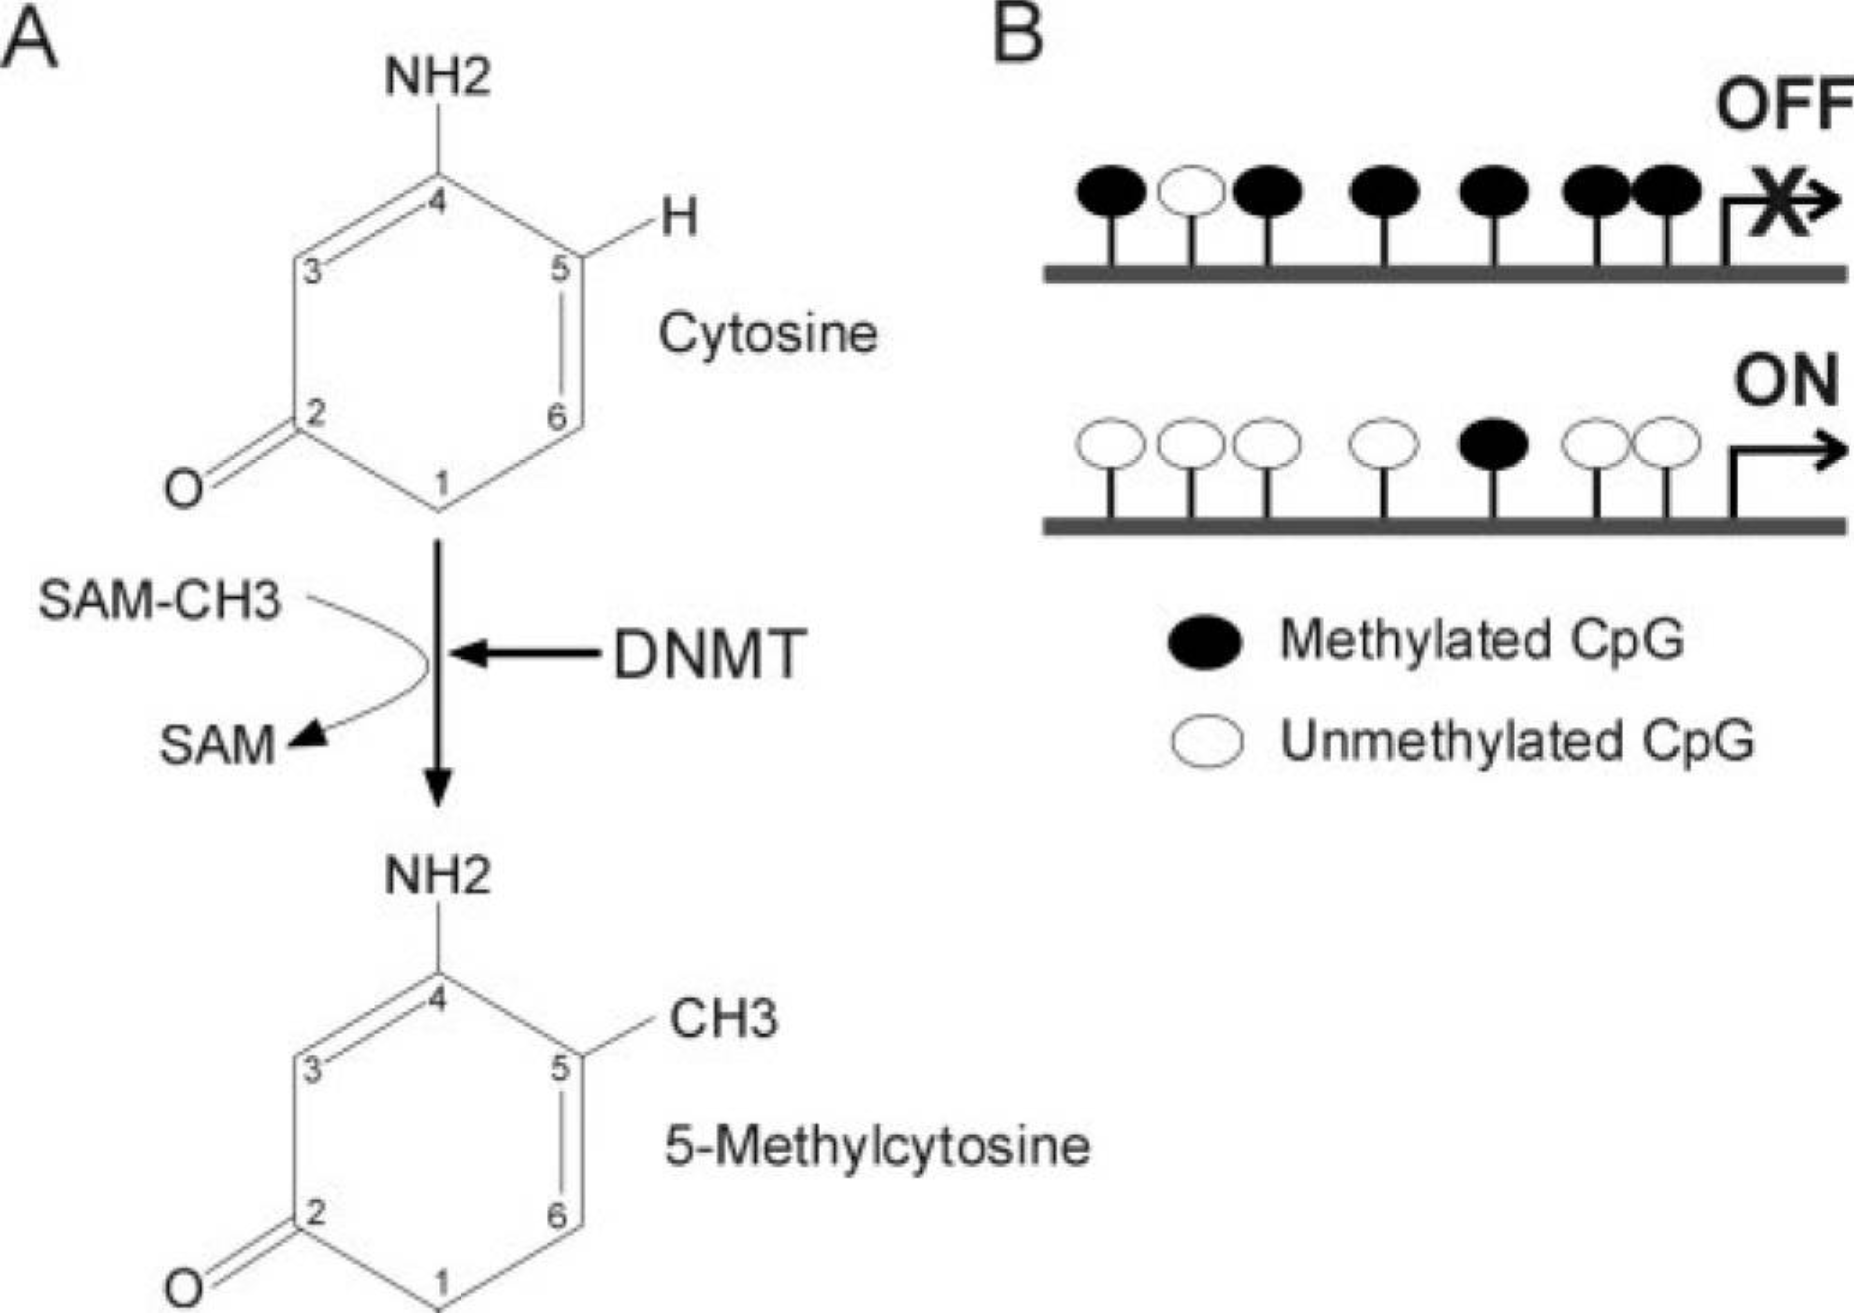 A
NH2
4
H
3
5
Cytosine
2
6
O
1
SAM-CH3
DNMT
SAM
NH2
4
CH3
3
5
5-Methylcytosine
2
6
O
1
B
OFF
X
ON
Methylated CpG
Unmethylated CpG